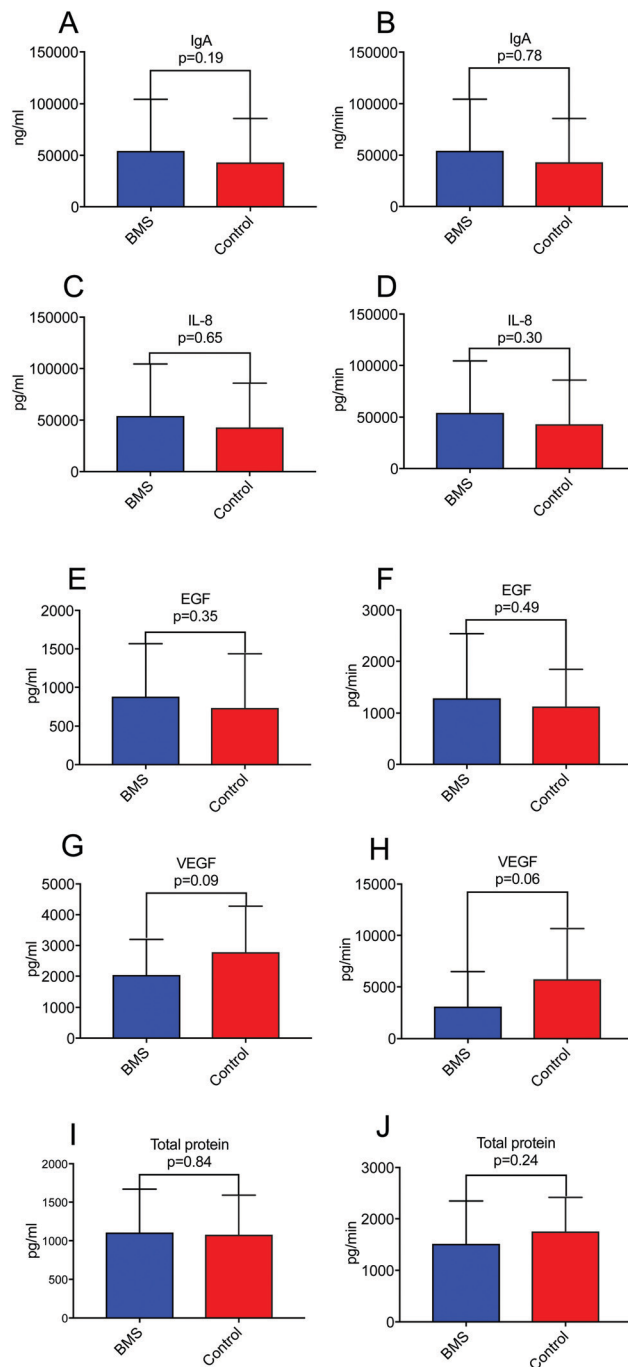 A
IgA
p=0.19
150000
100000
50000
0
ng/ml
BMS
Control
B
IgA
p=0.78
150000
100000
50000
0
ng/min
BMS
Control
C
IL-8
p=0.65
150000
100000
50000
0
pg/ml
BMS
Control
D
IL-8
p=0.30
150000
100000
50000
0
pg/min
BMS
Control
E
EGF
p=0.35
2000
1500
1000
500
0
pg/ml
BMS
Control
F
EGF
p=0.49
3000
2000
1000
0
pg/min
BMS
Control
G
VEGF
p=0.09
5000
4000
3000
2000
1000
0
pg/ml
BMS
Control
H
VEGF
p=0.06
15000
10000
5000
0
pg/min
BMS
Control
I
Total protein
p=0.84
2000
1500
1000
500
0
pg/ml
BMS
Control
J
Total protein
p=0.24
3000
2000
1000
0
pg/min
BMS
Control